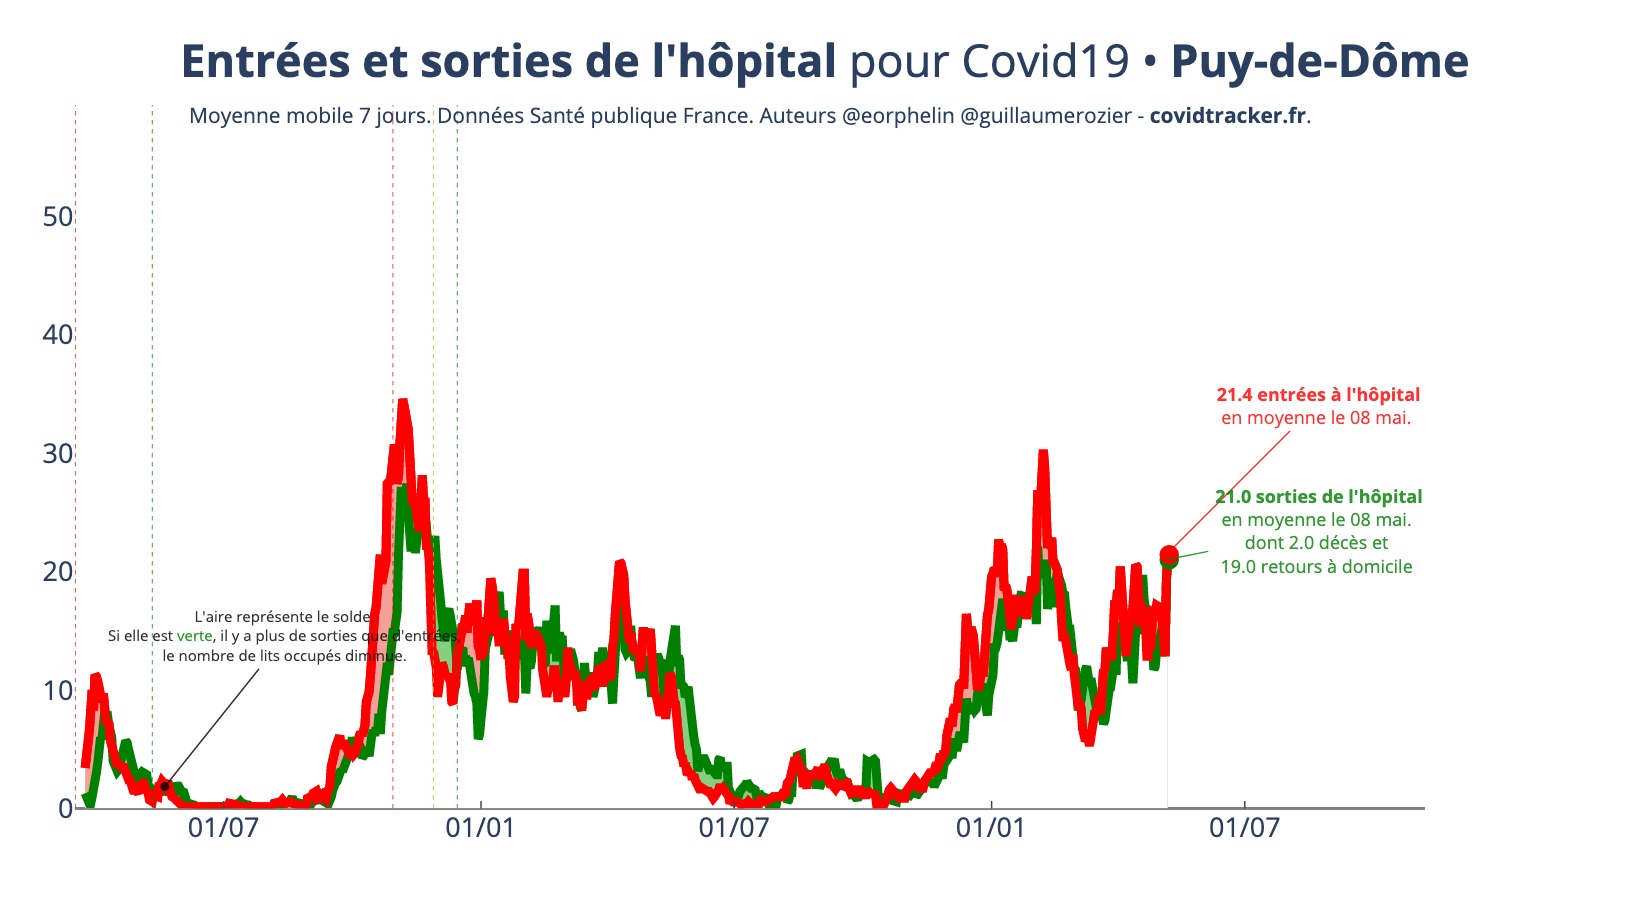 Entrées et sorties de l'hôpital pour Covid19 • Puy-de-Dôme
Moyenne mobile 7 jours. Données Santé publique France. Auteurs @eorphelin @guillaumerozier - covidtracker.fr.
50
40
30
20
10
0
21.4 entrées à l'hôpital
en moyenne le 08 mai.
21.0 sorties de l'hôpital
en moyenne le 08 mai.
dont 2.0 décès et
19.0 retours à domicile
L'aire représente le solde.
Si elle est verte, il y a plus de sorties que d'entrées,
le nombre de lits occupés diminue.
01/07
01/01
01/07
01/01
01/07